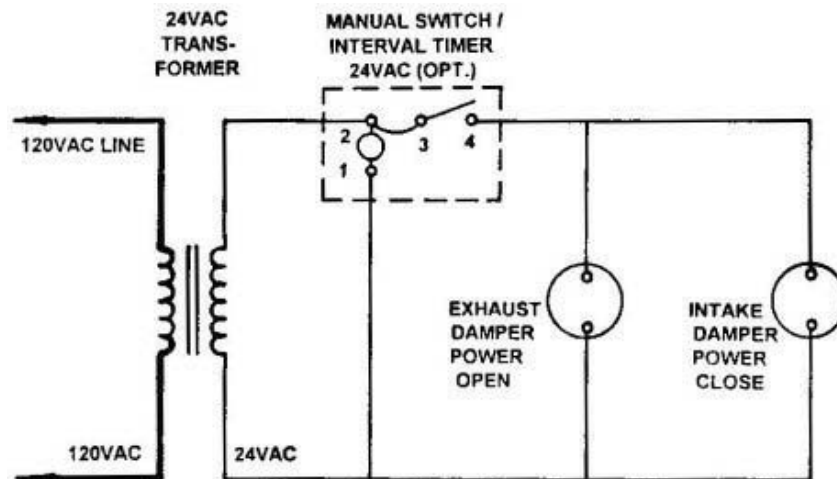 24VAC
TRANS-
FORMER
MANUAL SWITCH /
INTERVAL TIMER
24VAC (OPT.)
120VAC LINE
2
3
4
1
EXHAUST
DAMPER
POWER
OPEN
INTAKE
DAMPER
POWER
CLOSE
120VAC
24VAC